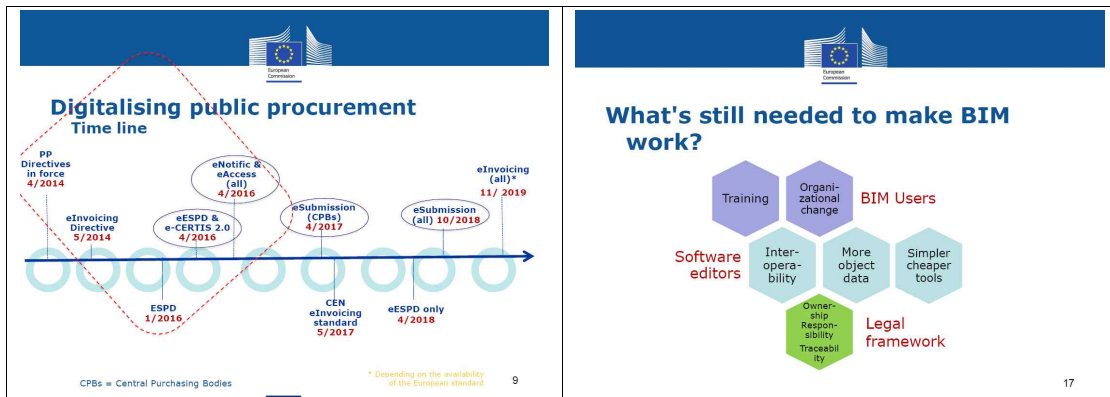 European
Commission
Digitalising public procurement
Time line
PP
Directives
in force
4/2014
eInvoicing
Directive
5/2014
ESPD
1/2016
eESPD &
e-CERTIS 2.0
4/2016
eNotific &
eAccess
(all)
4/2016
eSubmission
(CPBs)
4/2017
CEN
eInvoicing
standard
5/2017
eESPD only
4/2018
eSubmission
(all) 10/2018
eInvoicing
(all)*
11/ 2019
CPBs = Central Purchasing Bodies
* Depending on the availability
of the European standard
9
European
Commission
What's still needed to make BIM
work?
Training
Organi-
zational
change
BIM Users
Software
editors
Inter-
opera-
bility
More
object
data
Simpler
cheaper
tools
Owner-
ship
Respon-
sibility
Traceabil
ity
Legal
framework
17